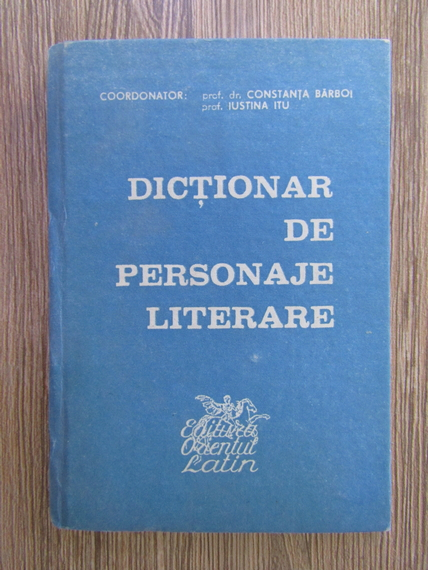 COORDONATOR: prof. dr. CONSTANȚA BĂRBOI
prof. IUSTINA ITU
DICȚIONAR
DE
PERSONAJE
LITERARE
Editura
Orientul
Latin